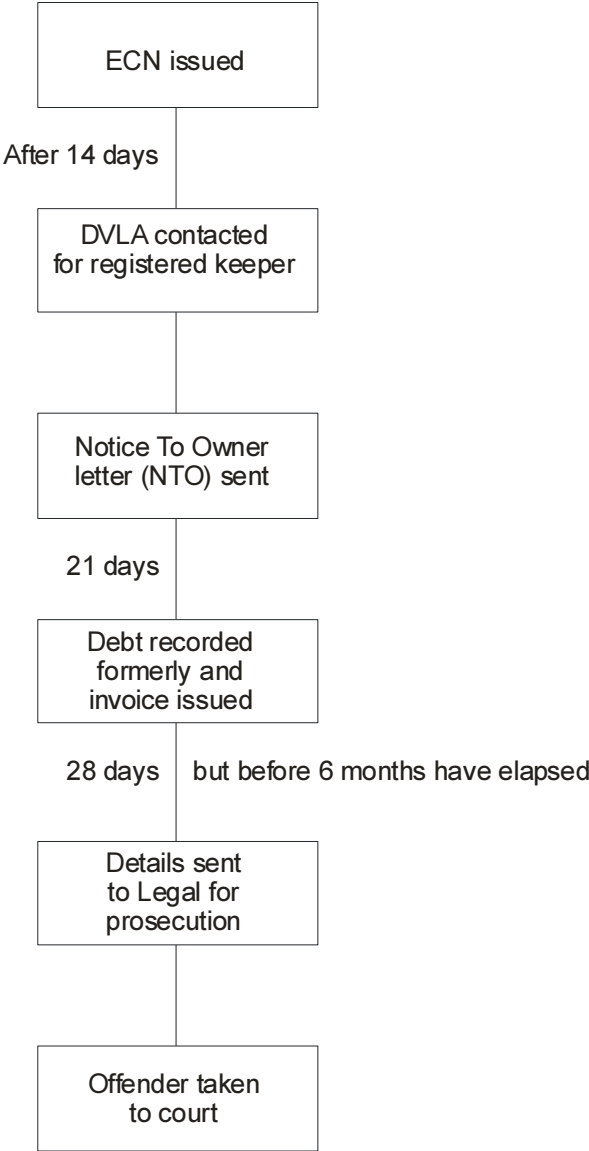 ECN issued
After 14 days
DVLA contacted
for registered keeper
Notice To Owner
letter (NTO) sent
21 days
Debt recorded
formerly and
invoice issued
28 days but before 6 months have elapsed
Details sent
to Legal for
prosecution
Offender taken
to court